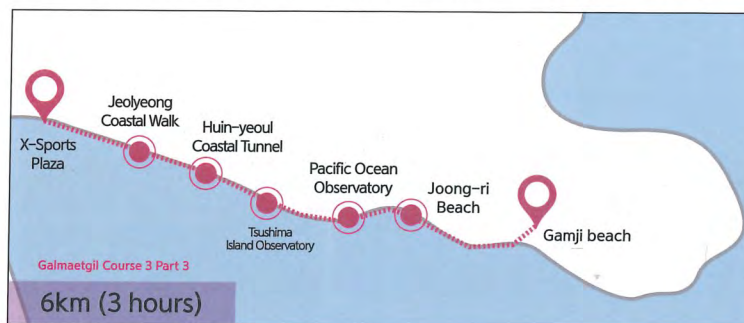 X-Sports
Plaza
Jeolyeong
Coastal Walk
Huin-yeoul
Coastal Tunnel
Tsushima
Island Observatory
Pacific Ocean
Observatory
Joong-ri
Beach
Gamji beach
Galmaetgil Course 3 Part 3
6km (3 hours)